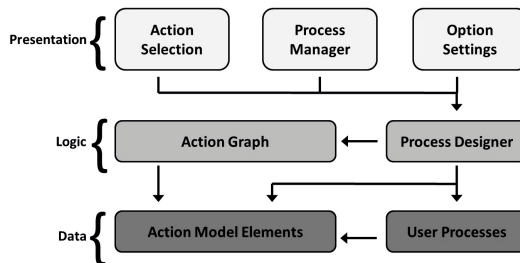 Presentation
Action
Selection
Process
Manager
Option
Settings
Logic
Action Graph
Process Designer
Data
Action Model Elements
User Processes